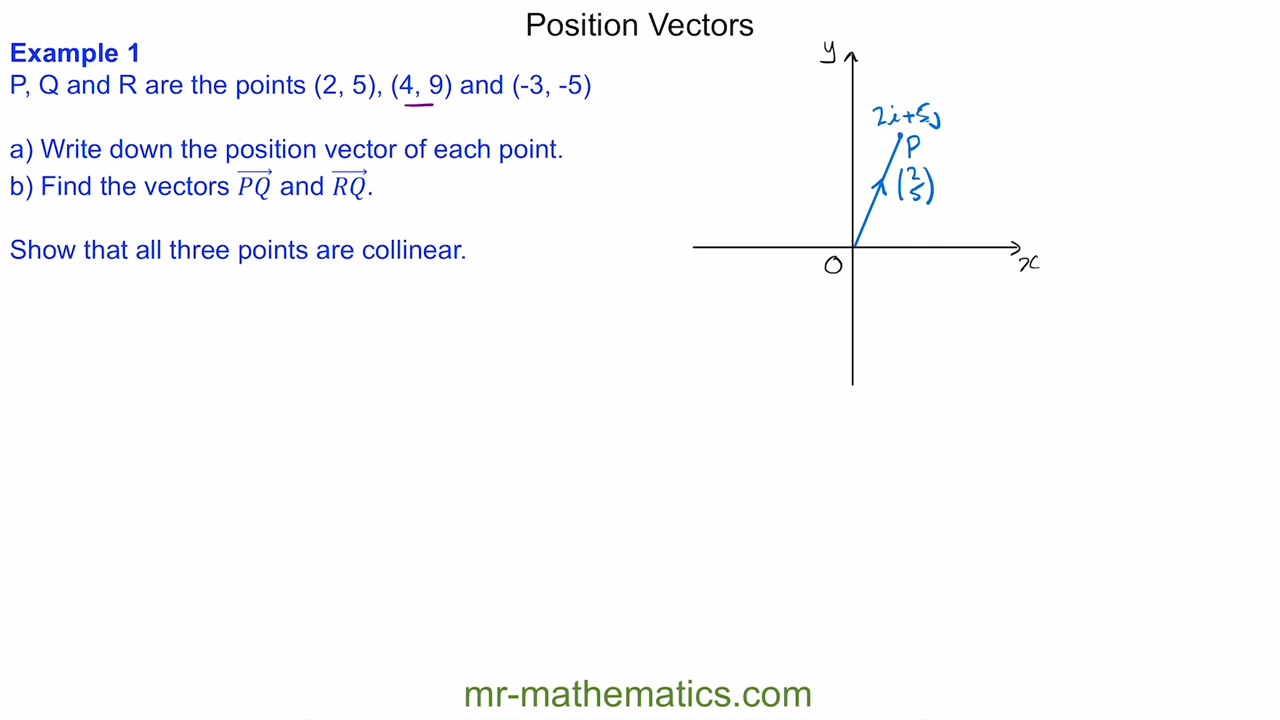 Position Vectors
Example 1
P, Q and R are the points (2, 5), (4, 9) and (-3, -5)
a) Write down the position vector of each point.
b) Find the vectors $\overrightarrow{PQ}$ and $\overrightarrow{RQ}$.
Show that all three points are collinear.
y
2i+5j
P
(2
5)
O
x
mr-mathematics.com